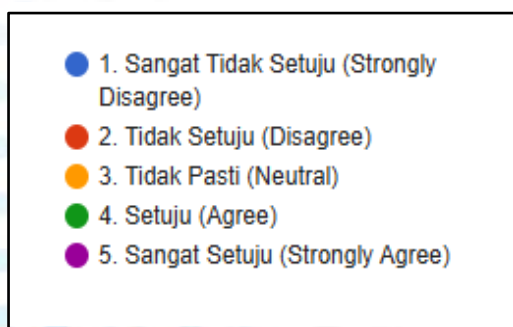 1. Sangat Tidak Setuju (Strongly
Disagree)
2. Tidak Setuju (Disagree)
3. Tidak Pasti (Neutral)
4. Setuju (Agree)
5. Sangat Setuju (Strongly Agree)